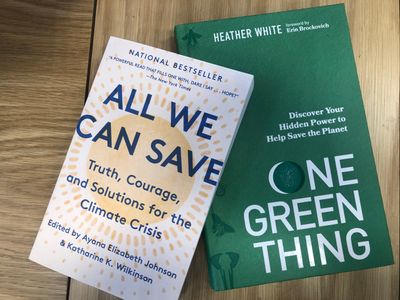 NATIONAL BESTSELLER
"A POWERFUL READ THAT FILLS ONE WITH, DARE I SAY . . . HOPE?"
—The New York Times
ALL WE
CAN SAVE
Truth, Courage,
and Solutions for the
Climate Crisis
Edited by Ayana Elizabeth Johnson
& Katharine K. Wilkinson
HEATHER WHITE foreword by Erin Brockovich
Discover Your
Hidden Power to
Help Save the Planet
ONE
GREEN
THING